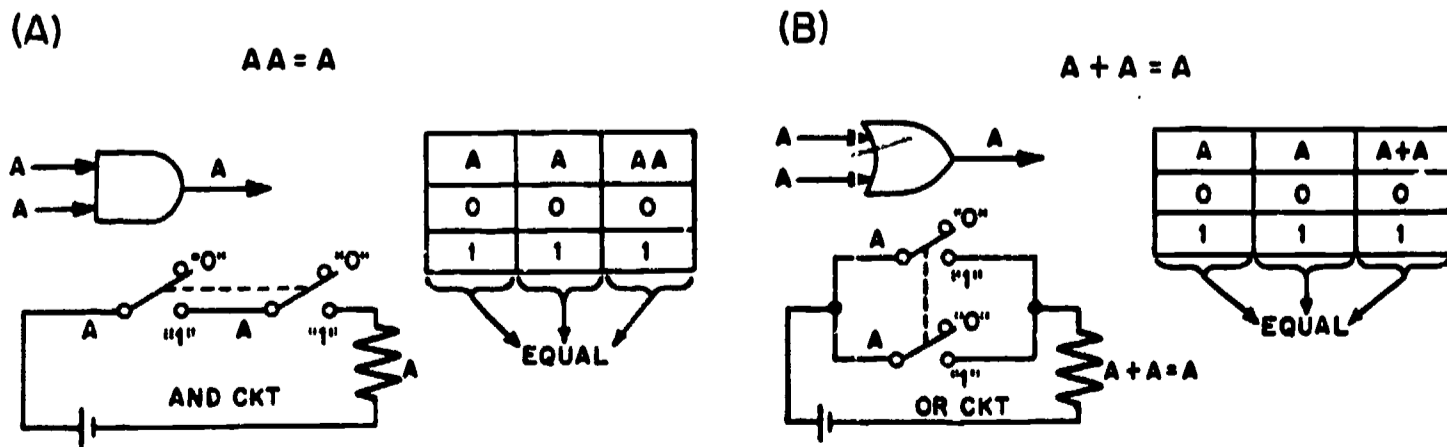 (A)
AA = A
A
A
A
A A AA
0 0 0
1 1 1
EQUAL
"0" "0"
A "1" A "1"
A
AND CKT
(B)
A + A = A
A
A
A
A A A+A
0 0 0
1 1 1
EQUAL
"0"
A
"1"
"0"
A
"1"
A + A = A
OR CKT